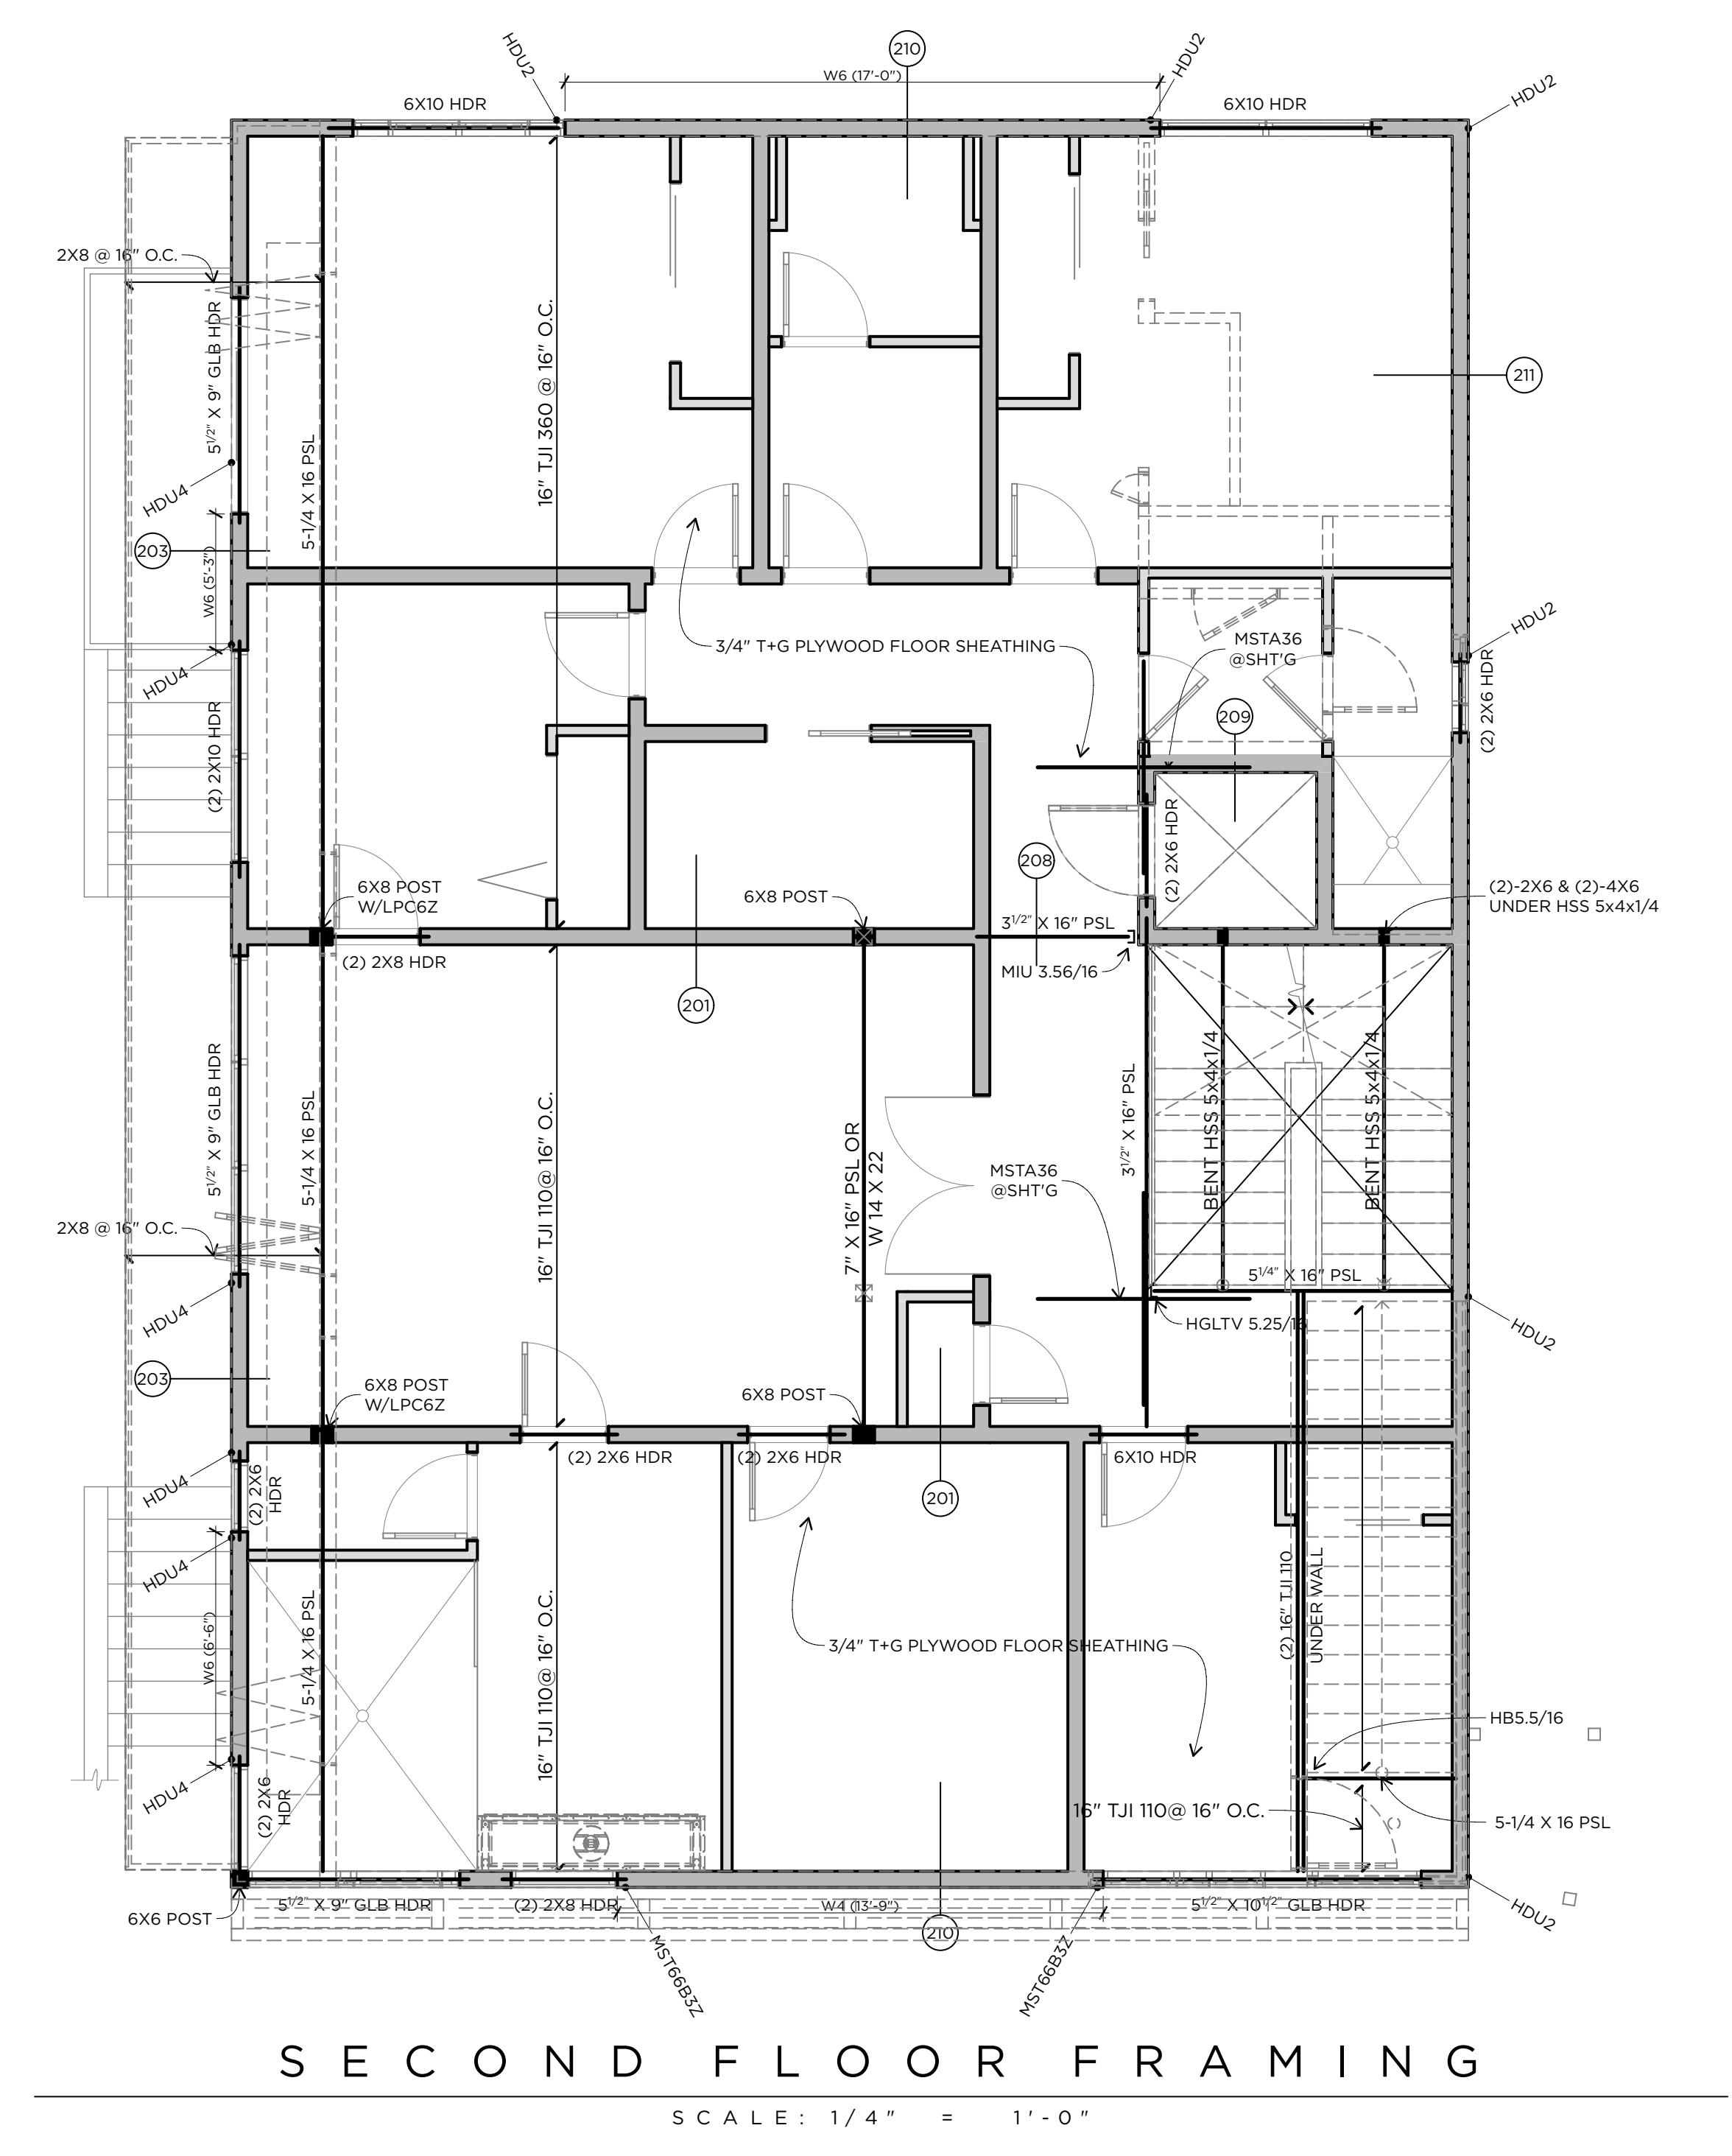 HDU2
210
HDU2
W6 (17'-0")
HDU2
6X10 HDR
6X10 HDR
2X8 @ 16" O.C.
5 1/2" X 9" GLB HDR
16" TJI 360 @ 16" O.C.
211
5-1/4 X 16 PSL
HDU4
203
W6 (5'-3")
HDU2
3/4" T+G PLYWOOD FLOOR SHEATHING
MSTA36
@SHT'G
HDU4
(2) 2X6 HDR
209
(2) 2X10 HDR
(2) 2X6 HDR
208
6X8 POST
W/LPC6Z
6X8 POST
(2)-2X6 & (2)-4X6
UNDER HSS 5x4x1/4
3 1/2" X 16" PSL
(2) 2X8 HDR
MIU 3.56/16
201
5 1/2" X 9" GLB HDR
5-1/4 X 16 PSL
16" TJI 110@ 16" O.C.
7" X 16" PSL OR
W 14 X 22
3 1/2" X 16" PSL
BENT HSS 5x4x1/4
BENT HSS 5x4x1/4
MSTA36
@SHT'G
2X8 @ 16" O.C.
5 1/4" X 16" PSL
HDU4
HGLTV 5.25/16
HDU2
203
6X8 POST
W/LPC6Z
6X8 POST
(2) 2X6 HDR
(2) 2X6 HDR
6X10 HDR
HDU4
(2) 2X6
HDR
201
HDU4
W6 (6'-6")
5-1/4 X 16 PSL
16" TJI 110@ 16" O.C.
3/4" T+G PLYWOOD FLOOR SHEATHING
(2) 16" TJI 110
UNDER WALL
HB5.5/16
HDU4
(2) 2X6
HDR
16" TJI 110@ 16" O.C.
5-1/4 X 16 PSL
6X6 POST
5 1/2" X 9" GLB HDR
(2) 2X8 HDR
W4 (13'-9")
5 1/2" X 10 1/2" GLB HDR
HDU2
210
MST66B3Z
MST66B3Z
SECOND FLOOR FRAMING
SCALE: 1/4" = 1'-0"